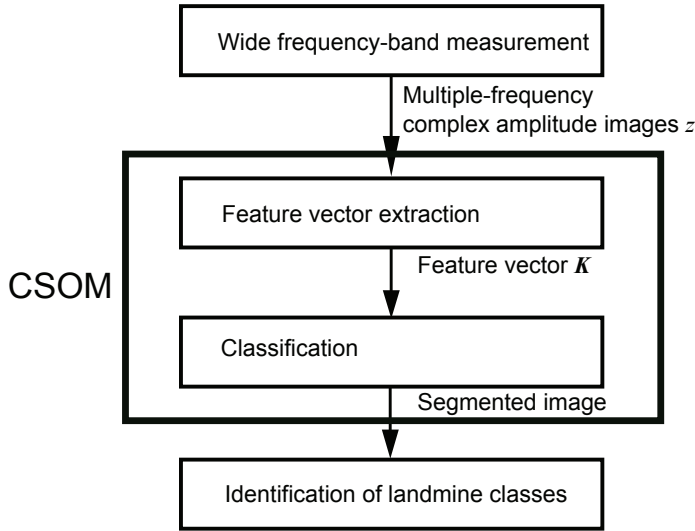 Wide frequency-band measurement
Multiple-frequency
complex amplitude images z
Feature vector extraction
Feature vector K
CSOM
Classification
Segmented image
Identification of landmine classes